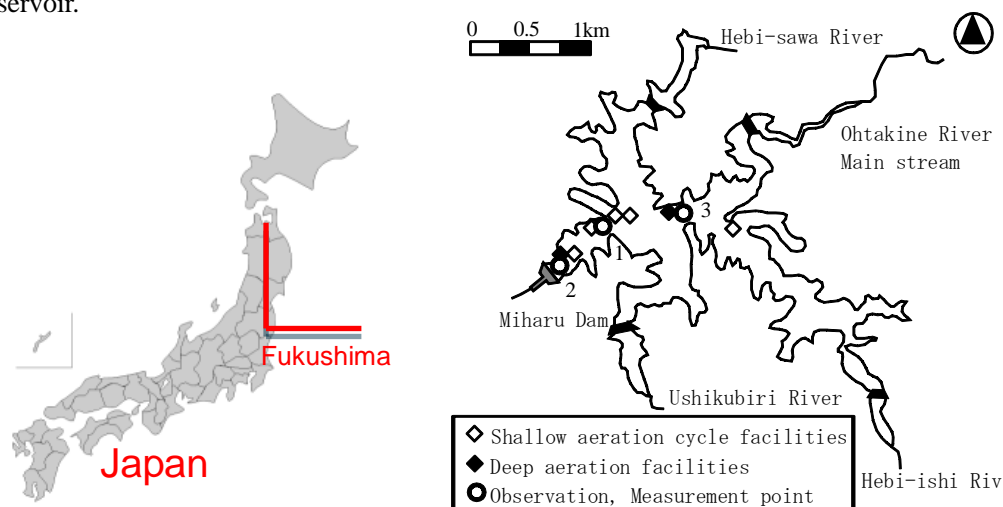 servoir.
0 0.5 1km
Hebi-sawa River
Ohtakine River
Main stream
3
1
2
Miharu Dam
Fukushima
Japan
Ushikubiri River
Shallow aeration cycle facilities
Deep aeration facilities
Observation, Measurement point
Hebi-ishi Riv